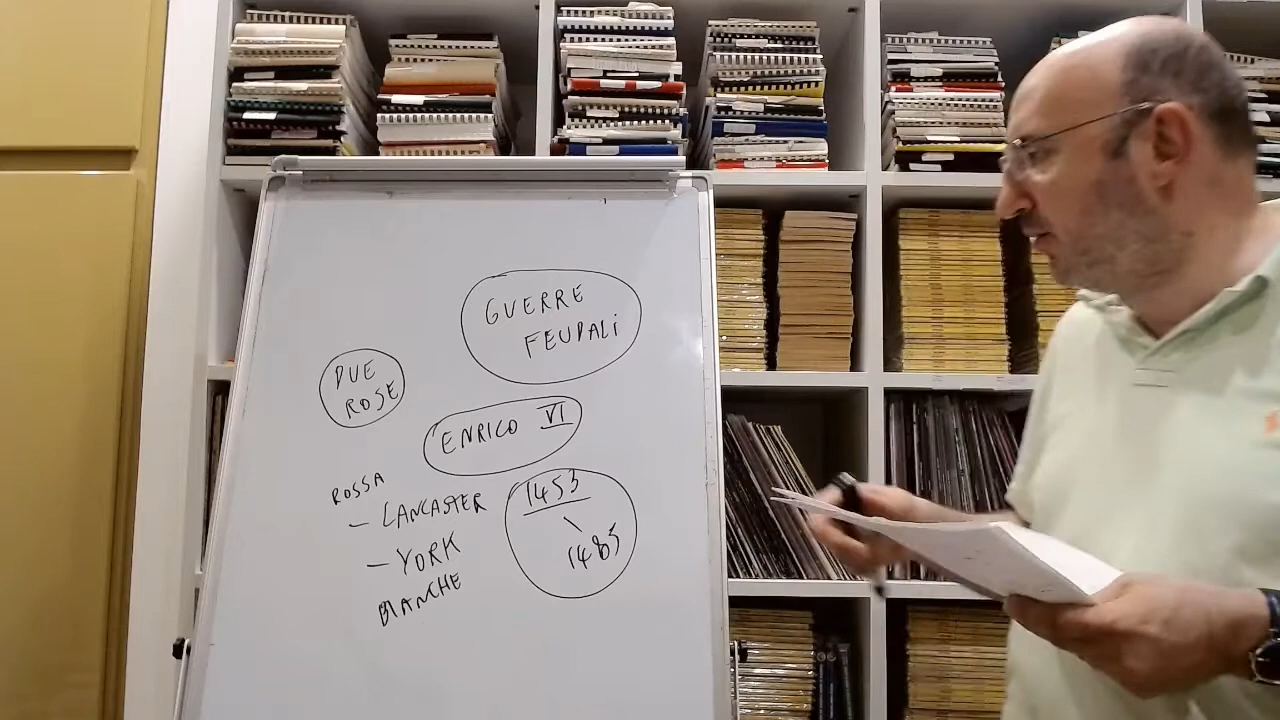 GUERRE
FEUDALI
DUE
ROSE
ENRICO VI
ROSSA
- LANCASTER
- YORK
BIANCHE
1453
1485